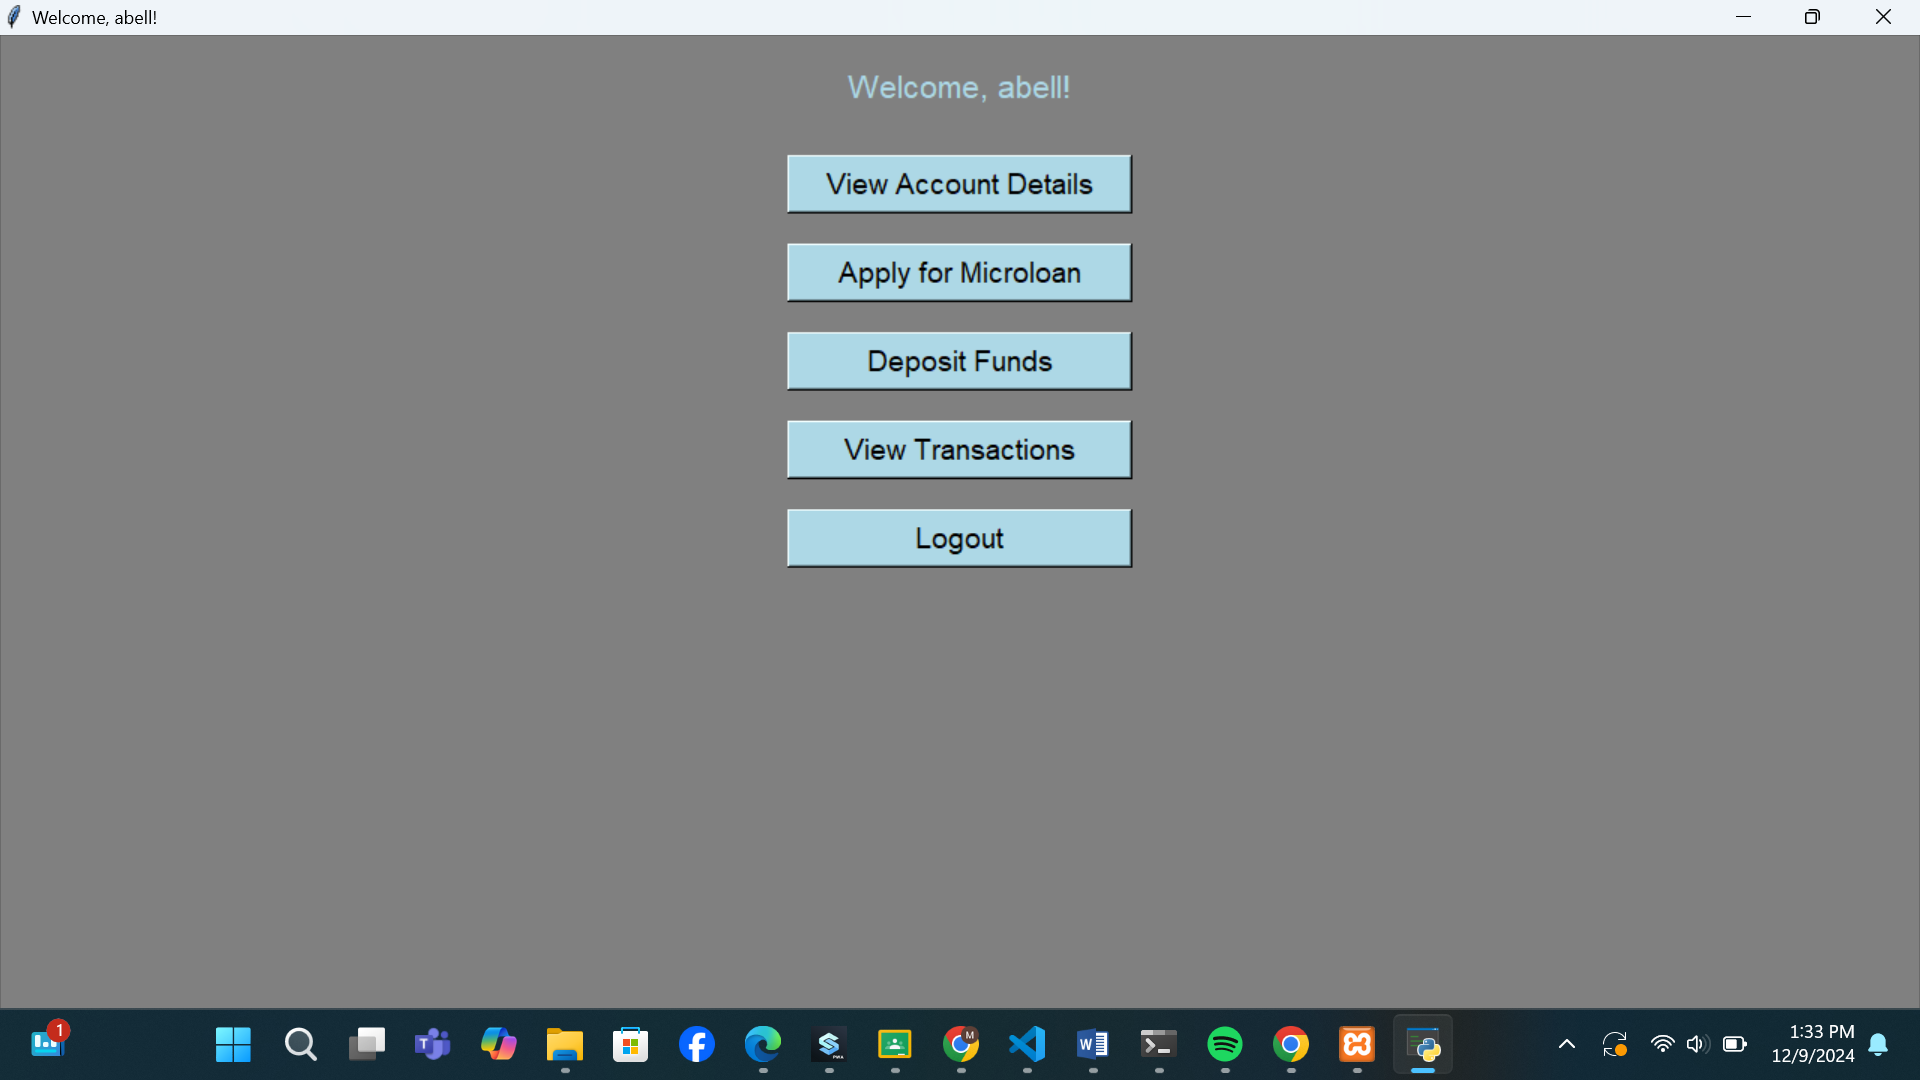 Welcome, abell!
Welcome, abell!
View Account Details
Apply for Microloan
Deposit Funds
View Transactions
Logout
1
M
1:33 PM
12/9/2024